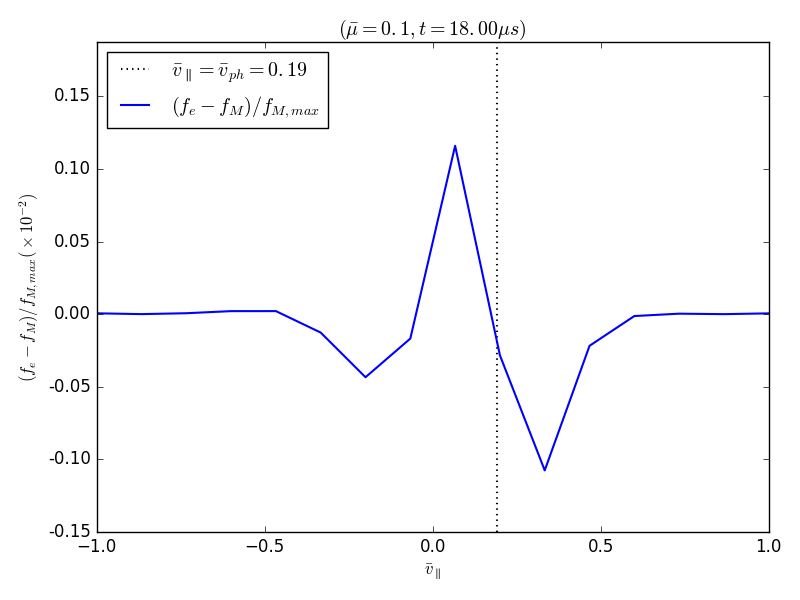 (μ̄ = 0.1, t = 18.00μs)
v̄∥ = v̄ph = 0.19
(fe − fM)/fM,max
(fe − fM)/fM,max(×10⁻²)
0.15
0.10
0.05
0.00
-0.05
-0.10
-0.15
−1.0 −0.5 0.0 0.5 1.0
v̄∥